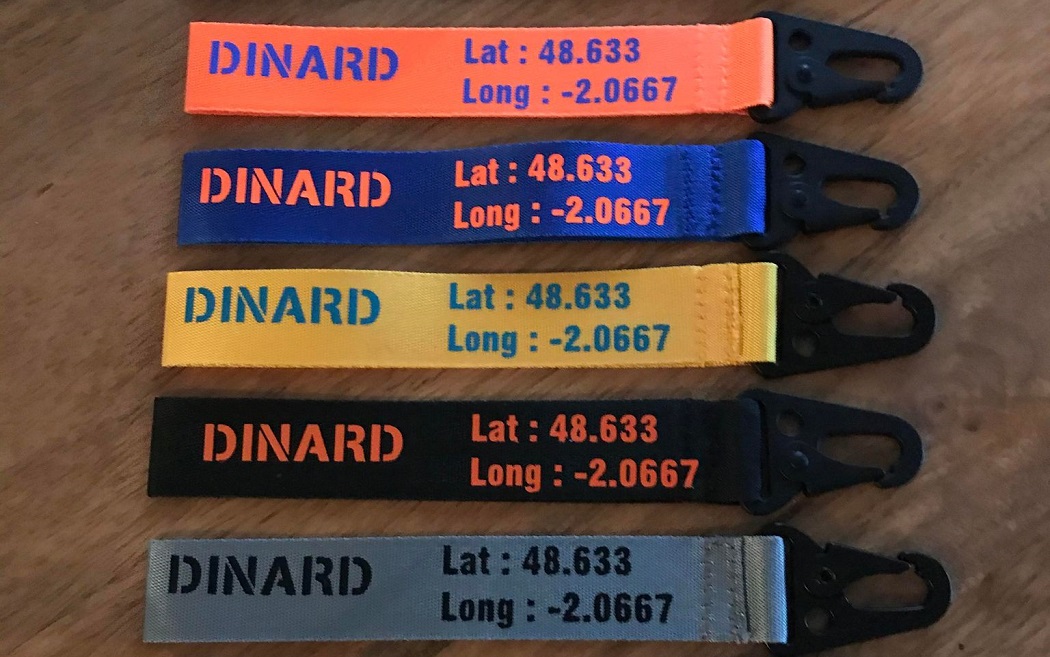 DINARD
Lat : 48.633
Long : -2.0667
DINARD
Lat : 48.633
Long : -2.0667
DINARD
Lat : 48.633
Long : -2.0667
DINARD
Lat : 48.633
Long : -2.0667
DINARD
Lat : 48.633
Long : -2.0667